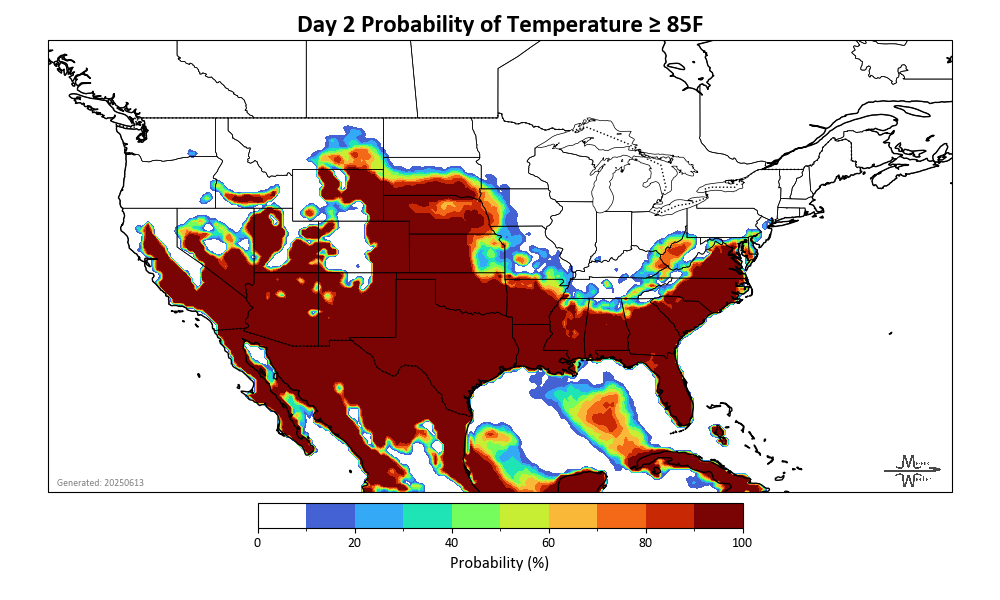 Day 2 Probability of Temperature ≥ 85F
Generated: 20250613
0 20 40 60 80 100
Probability (%)